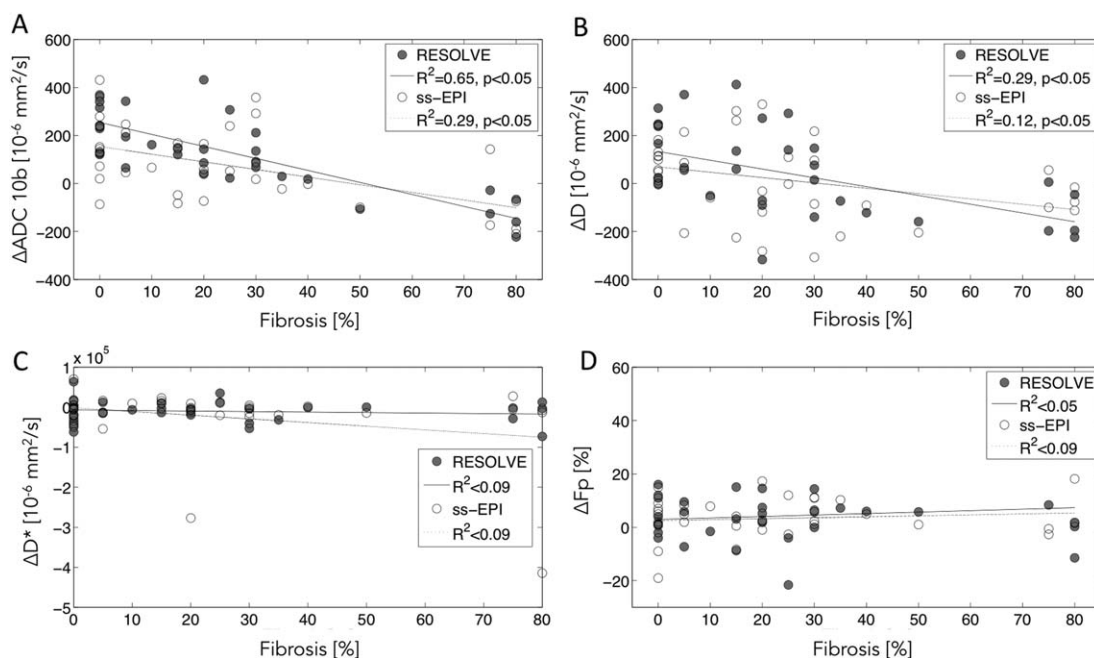 A
ΔADC 10b [10⁻⁶ mm²/s]
600
400
200
0
−200
−400
RESOLVE
R²=0.65, p<0.05
ss-EPI
R²=0.29, p<0.05
0 10 20 30 40 50 60 70 80
Fibrosis [%]
B
ΔD [10⁻⁶ mm²/s]
600
400
200
0
−200
−400
RESOLVE
R²=0.29, p<0.05
ss-EPI
R²=0.12, p<0.05
0 10 20 30 40 50 60 70 80
Fibrosis [%]
C
x 10⁵
ΔD* [10⁻⁶ mm²/s]
1
0
−1
−2
−3
−4
−5
RESOLVE
R²<0.09
ss-EPI
R²<0.09
0 10 20 30 40 50 60 70 80
Fibrosis [%]
D
ΔFp [%]
60
40
20
0
−20
RESOLVE
R²<0.05
ss-EPI
R²<0.09
0 10 20 30 40 50 60 70 80
Fibrosis [%]